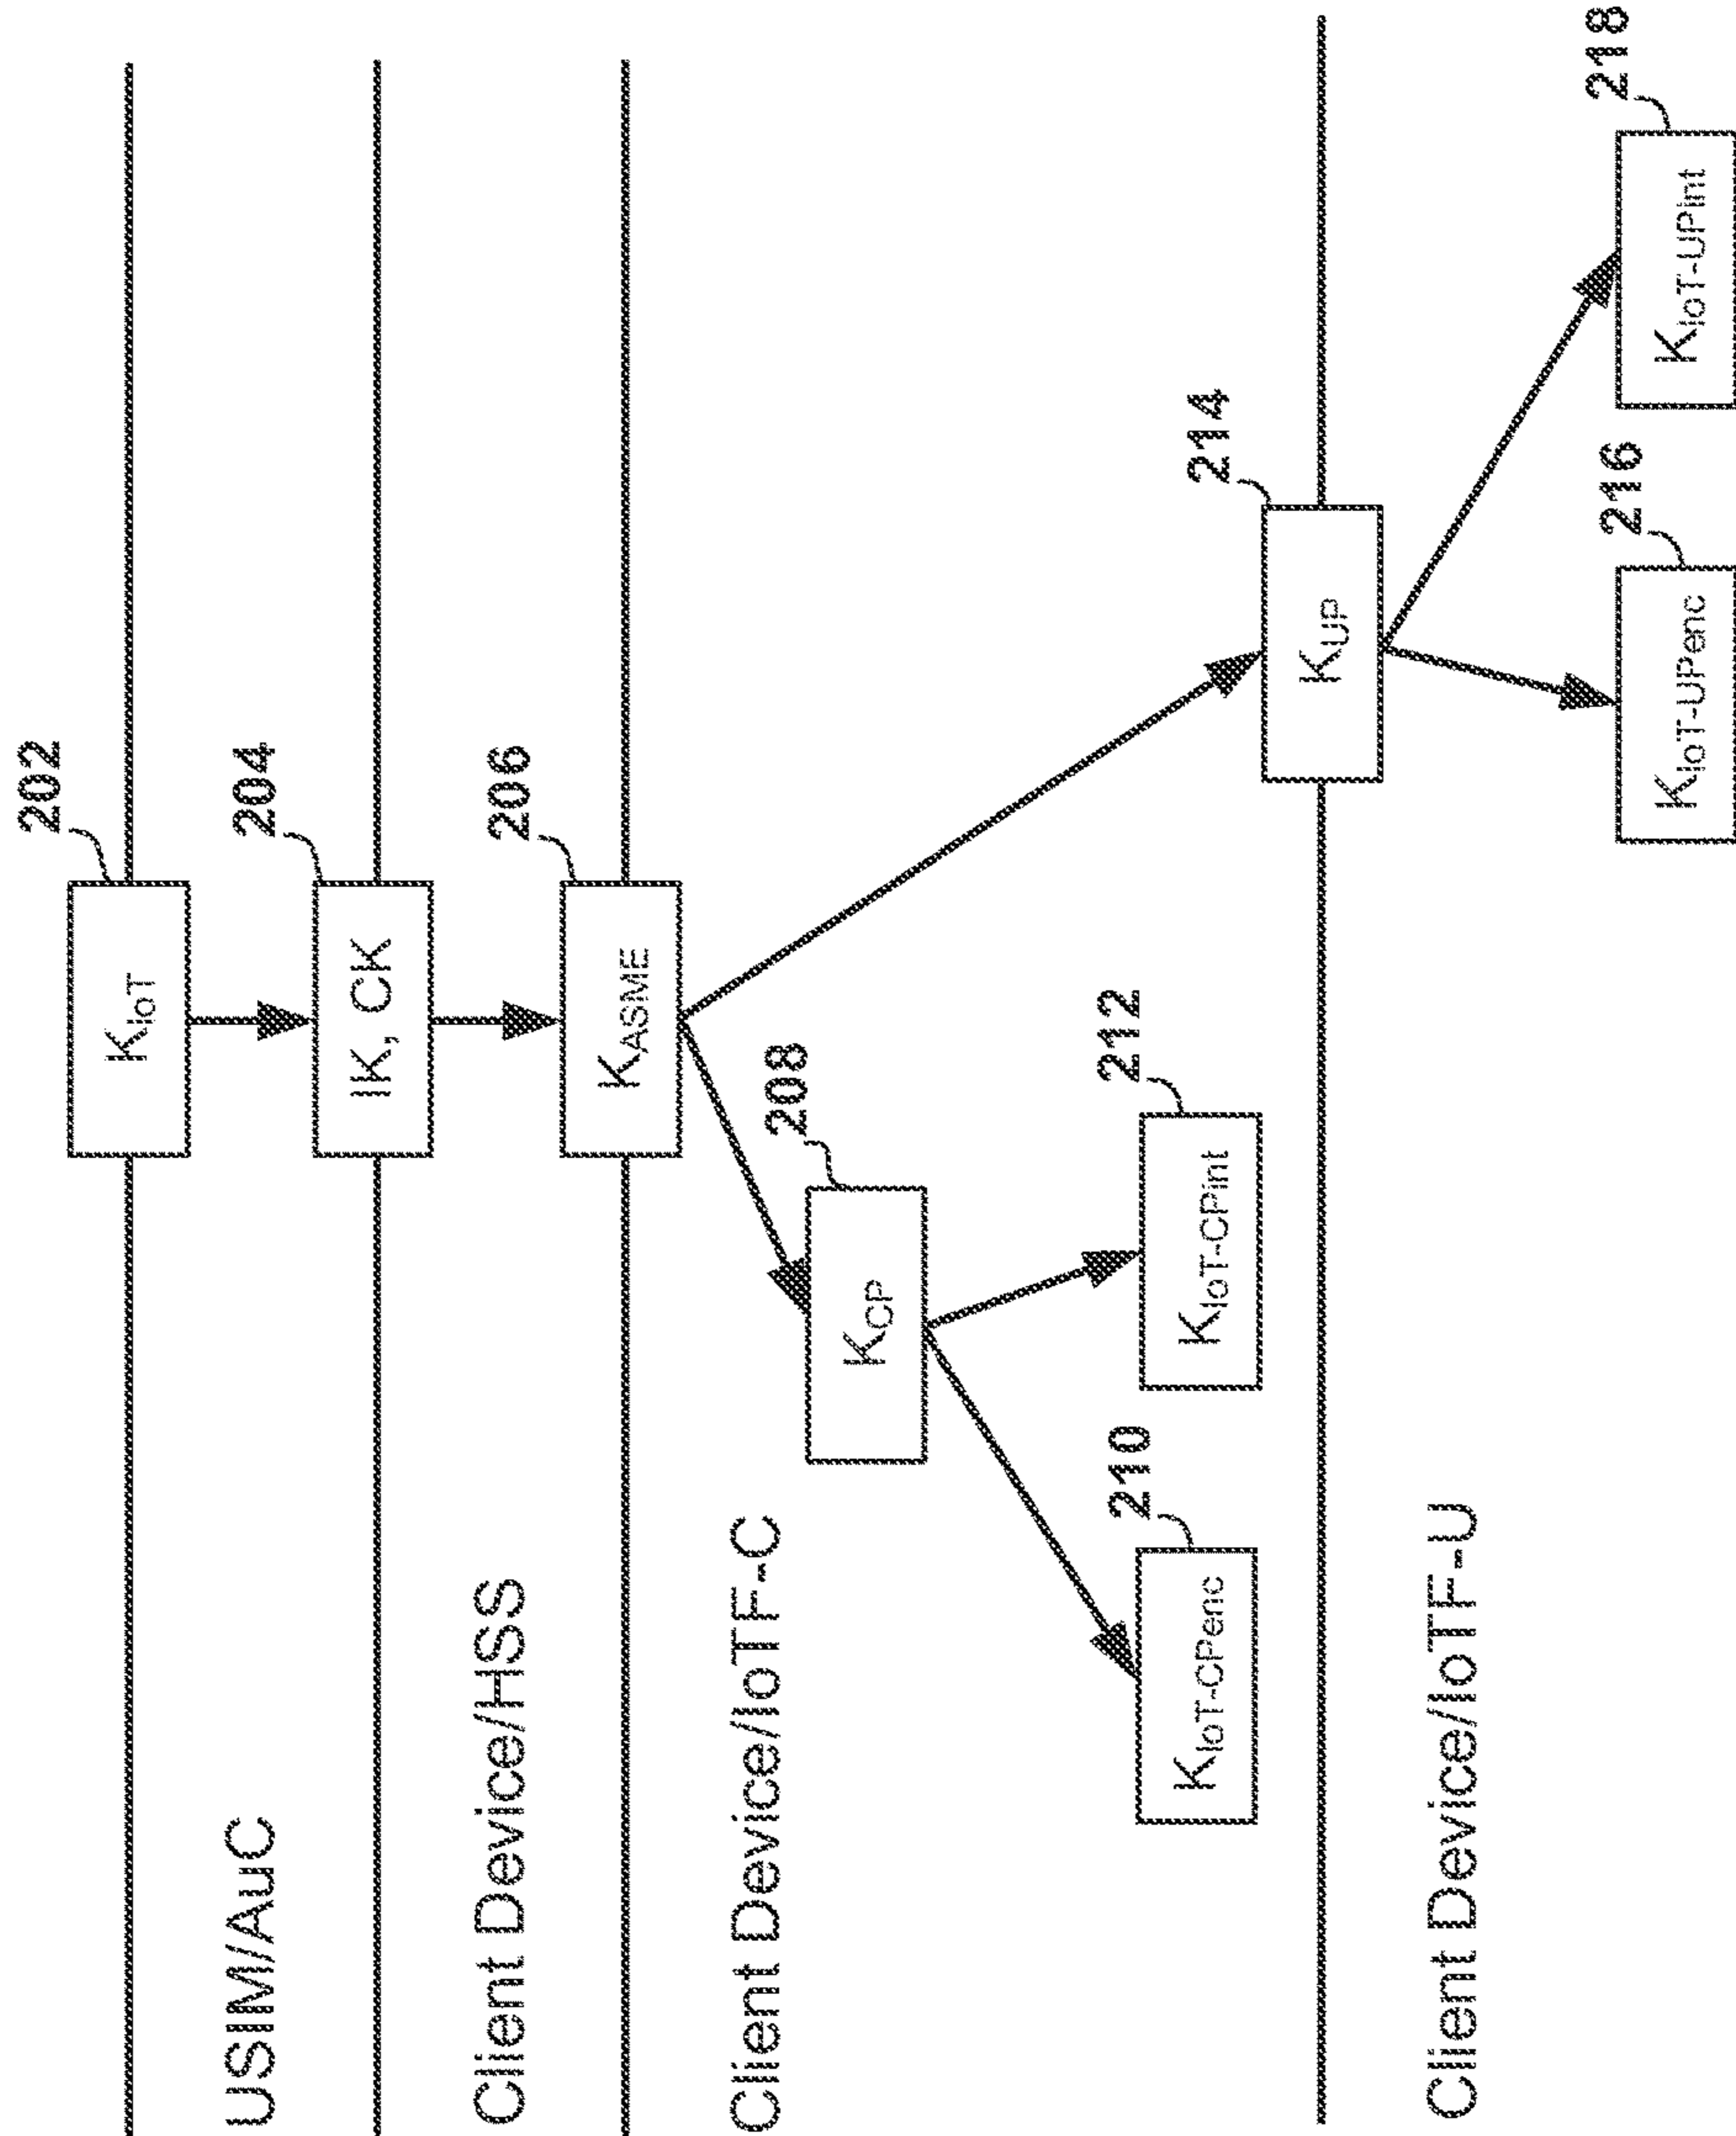 202
K_IoT
USIM/AuC
204
IK, CK
Client Device/HSS
206
K_ASME
Client Device/IoTF-C
208
K_CP
210
K_IoT-CPenc
212
K_IoT-CPint
214
K_UP
Client Device/IoTF-U
216
K_IoT-UPenc
218
K_IoT-UPint